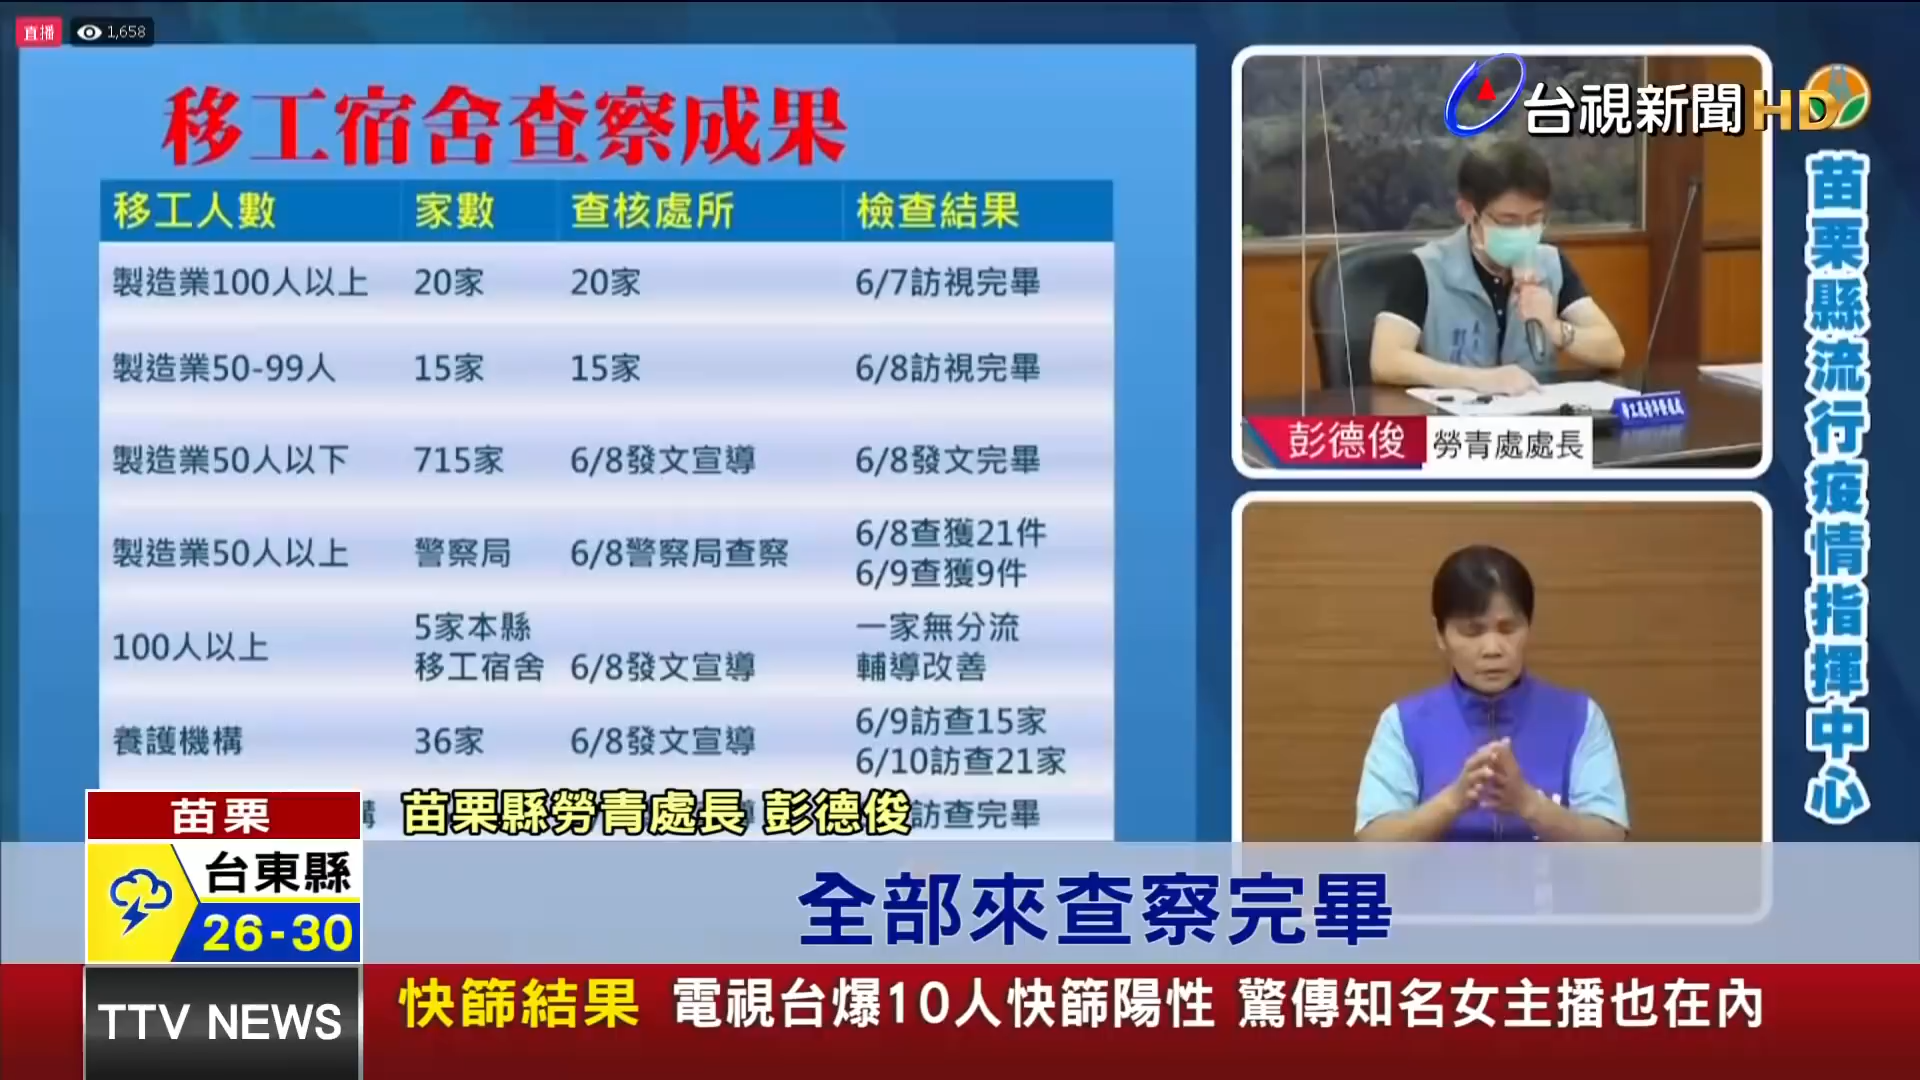 直播 1,658
移工宿舍查察成果
移工人數 家數 查核處所 檢查結果
製造業100人以上 20家 20家 6/7訪視完畢
製造業50-99人 15家 15家 6/8訪視完畢
製造業50人以下 715家 6/8發文宣導 6/8發文完畢
製造業50人以上 警察局 6/8警察局查察 6/8查獲21件
6/9查獲9件
100人以上 5家本縣
移工宿舍 6/8發文宣導 一家無分流
輔導改善
養護機構 36家 6/8發文宣導 6/9訪查15家
6/10訪查21家
訪查完畢
台視新聞HD
彭德俊 勞青處處長
苗栗縣流行疫情指揮中心
苗栗縣勞青處長 彭德俊
苗栗
台東縣
26-30
全部來查察完畢
TTV NEWS
快篩結果 電視台爆10人快篩陽性 驚傳知名女主播也在內